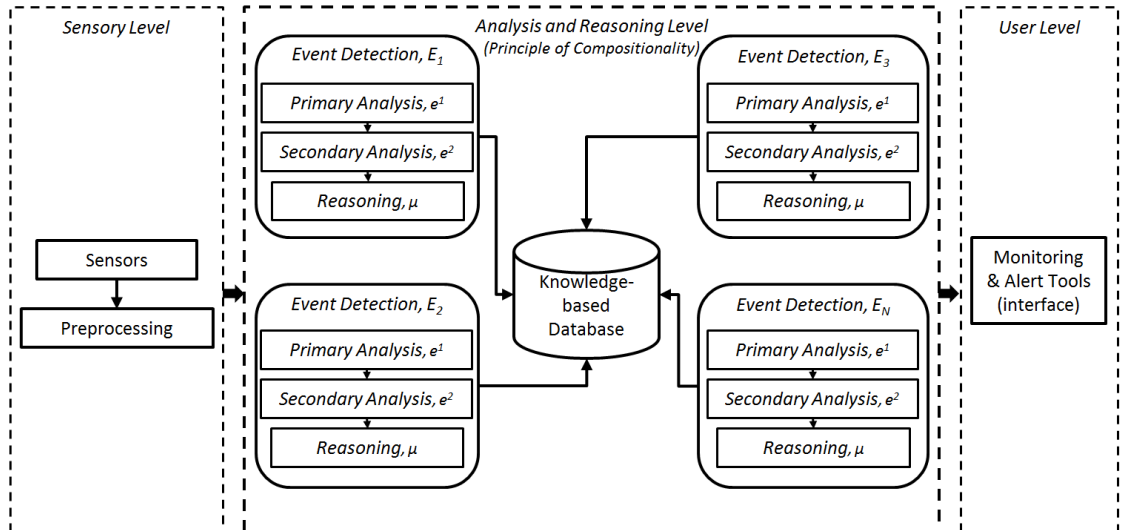 Sensory Level
Sensors
Preprocessing
Analysis and Reasoning Level
(Principle of Compositionality)
Event Detection, E₁
Primary Analysis, e¹
Secondary Analysis, e²
Reasoning, μ
Event Detection, E₂
Primary Analysis, e¹
Secondary Analysis, e²
Reasoning, μ
Knowledge-
based
Database
Event Detection, E₃
Primary Analysis, e¹
Secondary Analysis, e²
Reasoning, μ
Event Detection, E_N
Primary Analysis, e¹
Secondary Analysis, e²
Reasoning, μ
User Level
Monitoring
& Alert Tools
(interface)